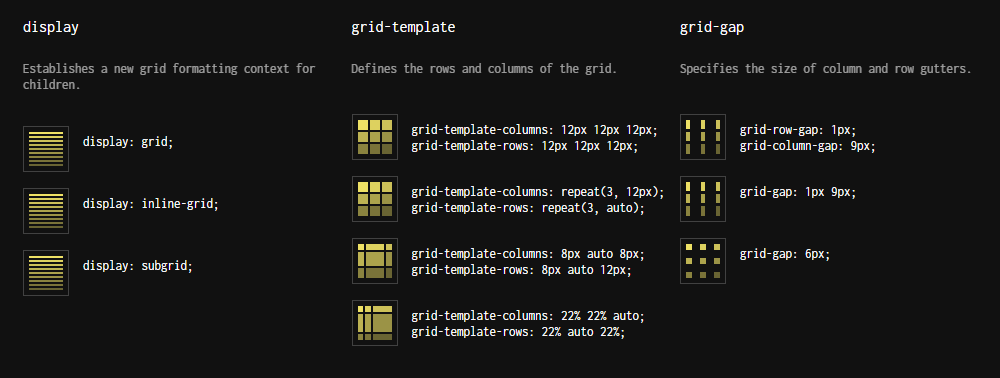 display
Establishes a new grid formatting context for
children.
display: grid;
display: inline-grid;
display: subgrid;
grid-template
Defines the rows and columns of the grid.
grid-template-columns: 12px 12px 12px;
grid-template-rows: 12px 12px 12px;
grid-template-columns: repeat(3, 12px);
grid-template-rows: repeat(3, auto);
grid-template-columns: 8px auto 8px;
grid-template-rows: 8px auto 12px;
grid-template-columns: 22% 22% auto;
grid-template-rows: 22% auto 22%;
grid-gap
Specifies the size of column and row gutters.
grid-row-gap: 1px;
grid-column-gap: 9px;
grid-gap: 1px 9px;
grid-gap: 6px;